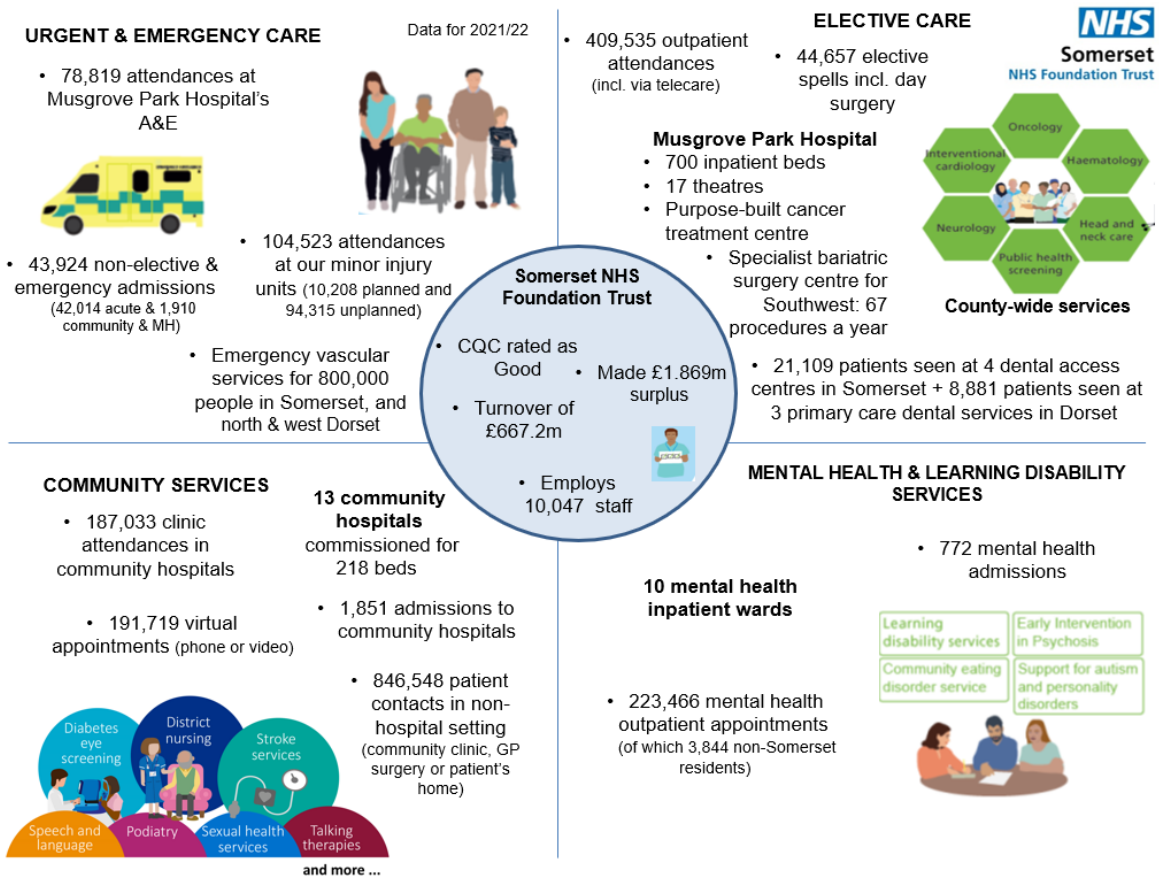 URGENT & EMERGENCY CARE
Data for 2021/22
• 78,819 attendances at
Musgrove Park Hospital's
A&E
• 104,523 attendances
at our minor injury
units (10,208 planned and
94,315 unplanned)
• 43,924 non-elective &
emergency admissions
(42,014 acute & 1,910
community & MH)
• Emergency vascular
services for 800,000
people in Somerset, and
north & west Dorset
ELECTIVE CARE
NHS
Somerset
NHS Foundation Trust
• 409,535 outpatient
attendances
(incl. via telecare)
• 44,657 elective
spells incl. day
surgery
Musgrove Park Hospital
• 700 inpatient beds
• 17 theatres
• Purpose-built cancer
treatment centre
• Specialist bariatric
surgery centre for
Southwest: 67
procedures a year
Oncology
Interventional
cardiology
Haematology
Neurology
Head and
neck care
Public health
screening
County-wide services
• 21,109 patients seen at 4 dental access
centres in Somerset + 8,881 patients seen at
3 primary care dental services in Dorset
Somerset NHS
Foundation Trust
• CQC rated as
Good
• Made £1.869m
surplus
• Turnover of
£667.2m
• Employs
10,047 staff
COMMUNITY SERVICES
• 187,033 clinic
attendances in
community hospitals
• 191,719 virtual
appointments (phone or video)
13 community
hospitals
commissioned for
218 beds
• 1,851 admissions to
community hospitals
• 846,548 patient
contacts in non-
hospital setting
(community clinic, GP
surgery or patient's
home)
Diabetes
eye
screening
District
nursing
Stroke
services
Speech and
language
Podiatry
Sexual health
services
Talking
therapies
and more ...
MENTAL HEALTH & LEARNING DISABILITY
SERVICES
• 772 mental health
admissions
10 mental health
inpatient wards
• 223,466 mental health
outpatient appointments
(of which 3,844 non-Somerset
residents)
Learning
disability services
Early Intervention
in Psychosis
Community eating
disorder service
Support for autism
and personality
disorders